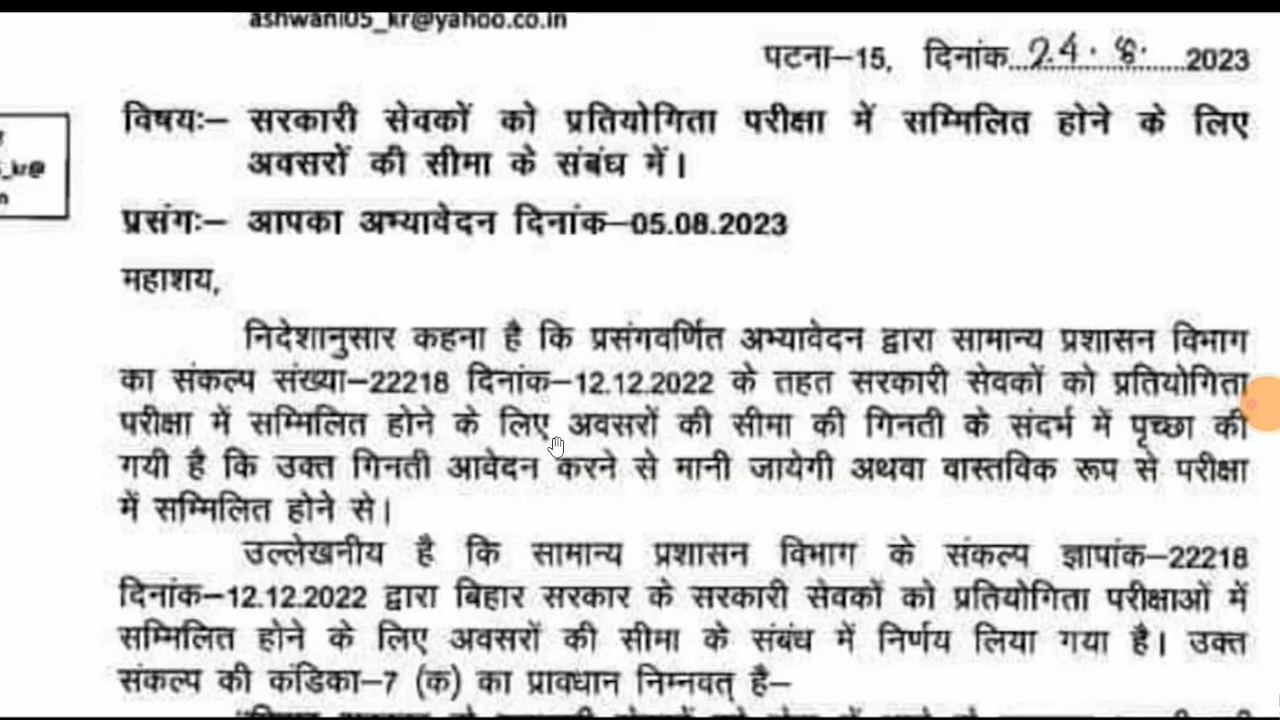 ashwani05_kr@yahoo.co.in
पटना–15, दिनांक...24.8.......2023
_kr@
n
विषयः– सरकारी सेवकों को प्रतियोगिता परीक्षा में सम्मिलित होने के लिए
अवसरों की सीमा के संबंध में।
प्रसंगः– आपका अभ्यावेदन दिनांक–05.08.2023
महाशय,
निदेशानुसार कहना है कि प्रसंगवर्णित अभ्यावेदन द्वारा सामान्य प्रशासन विभाग
का संकल्प संख्या–22218 दिनांक–12.12.2022 के तहत सरकारी सेवकों को प्रतियोगिता
परीक्षा में सम्मिलित होने के लिए अवसरों की सीमा की गिनती के संदर्भ में पृच्छा की
गयी है कि उक्त गिनती आवेदन करने से मानी जायेगी अथवा वास्तविक रूप से परीक्षा
में सम्मिलित होने से।
उल्लेखनीय है कि सामान्य प्रशासन विभाग के संकल्प ज्ञापांक–22218
दिनांक–12.12.2022 द्वारा बिहार सरकार के सरकारी सेवकों को प्रतियोगिता परीक्षाओं में
सम्मिलित होने के लिए अवसरों की सीमा के संबंध में निर्णय लिया गया है। उक्त
संकल्प की कंडिका–7 (क) का प्रावधान निम्नवत् है–